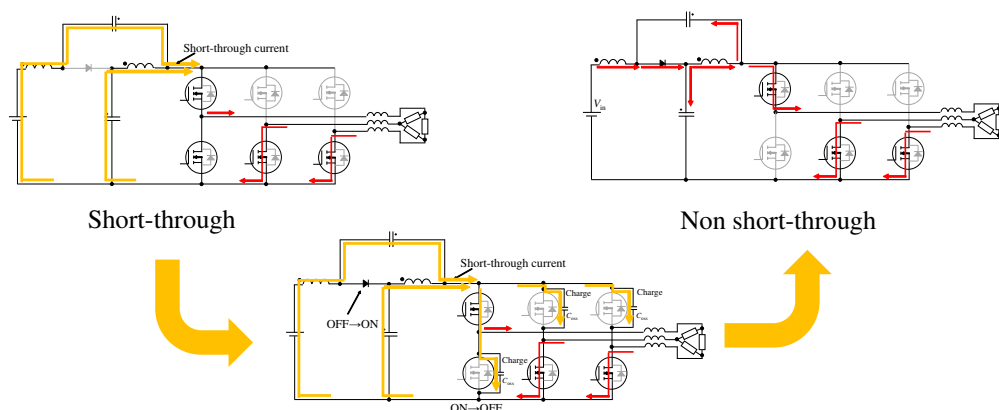 Short-through current
V_in
Short-through
Non short-through
Short-through current
OFF→ON
Charge
C_oss
Charge
C_oss
Charge
C_oss
ON→OFF